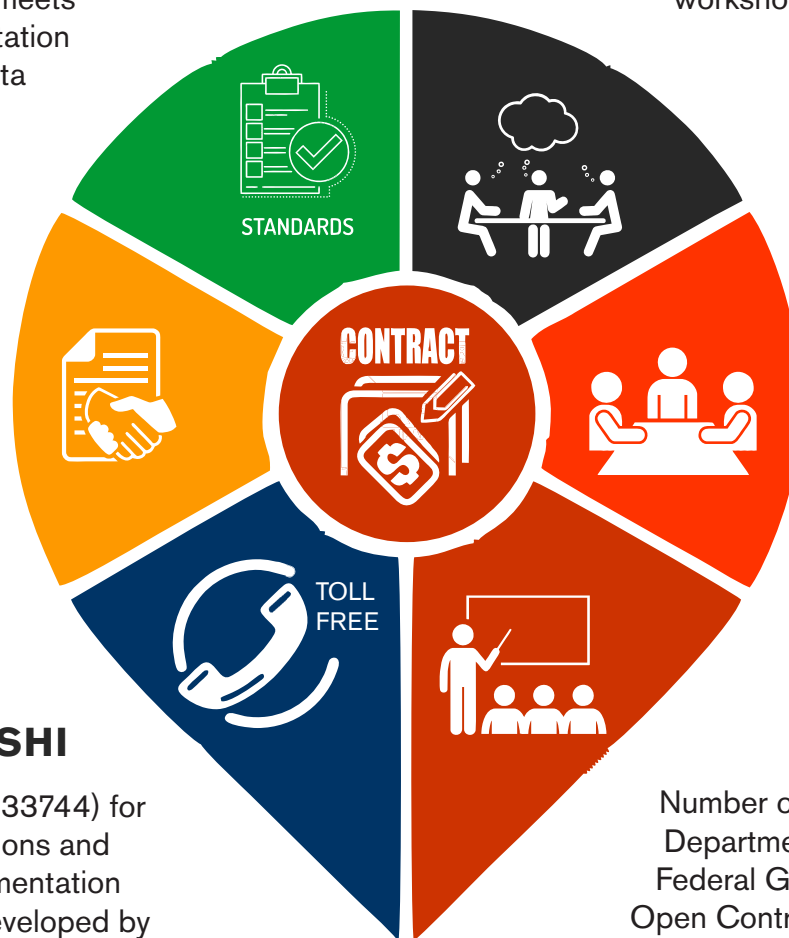 meets
tation
ta
worksho
STANDARDS
CONTRACT
$
TOLL
FREE
SHI
33744) for
ons and
mentation
eveloped by
Number o
Departme
Federal G
Open Contr